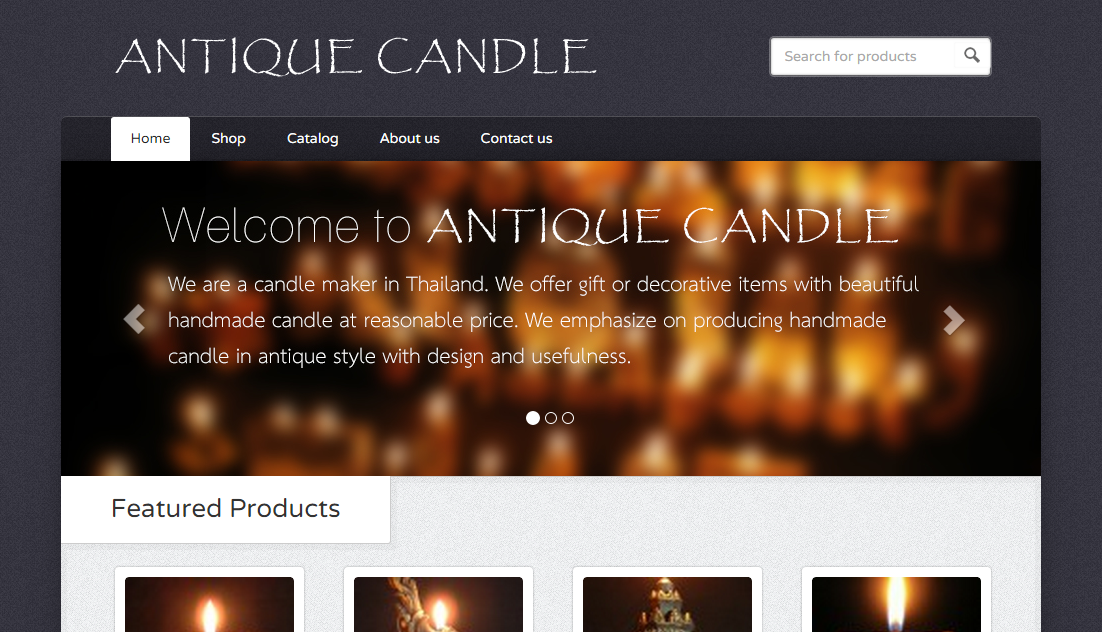 ANTIQUE CANDLE
Search for products
Home Shop Catalog About us Contact us
Welcome to ANTIQUE CANDLE
We are a candle maker in Thailand. We offer gift or decorative items with beautiful
handmade candle at reasonable price. We emphasize on producing handmade
candle in antique style with design and usefulness.
Featured Products